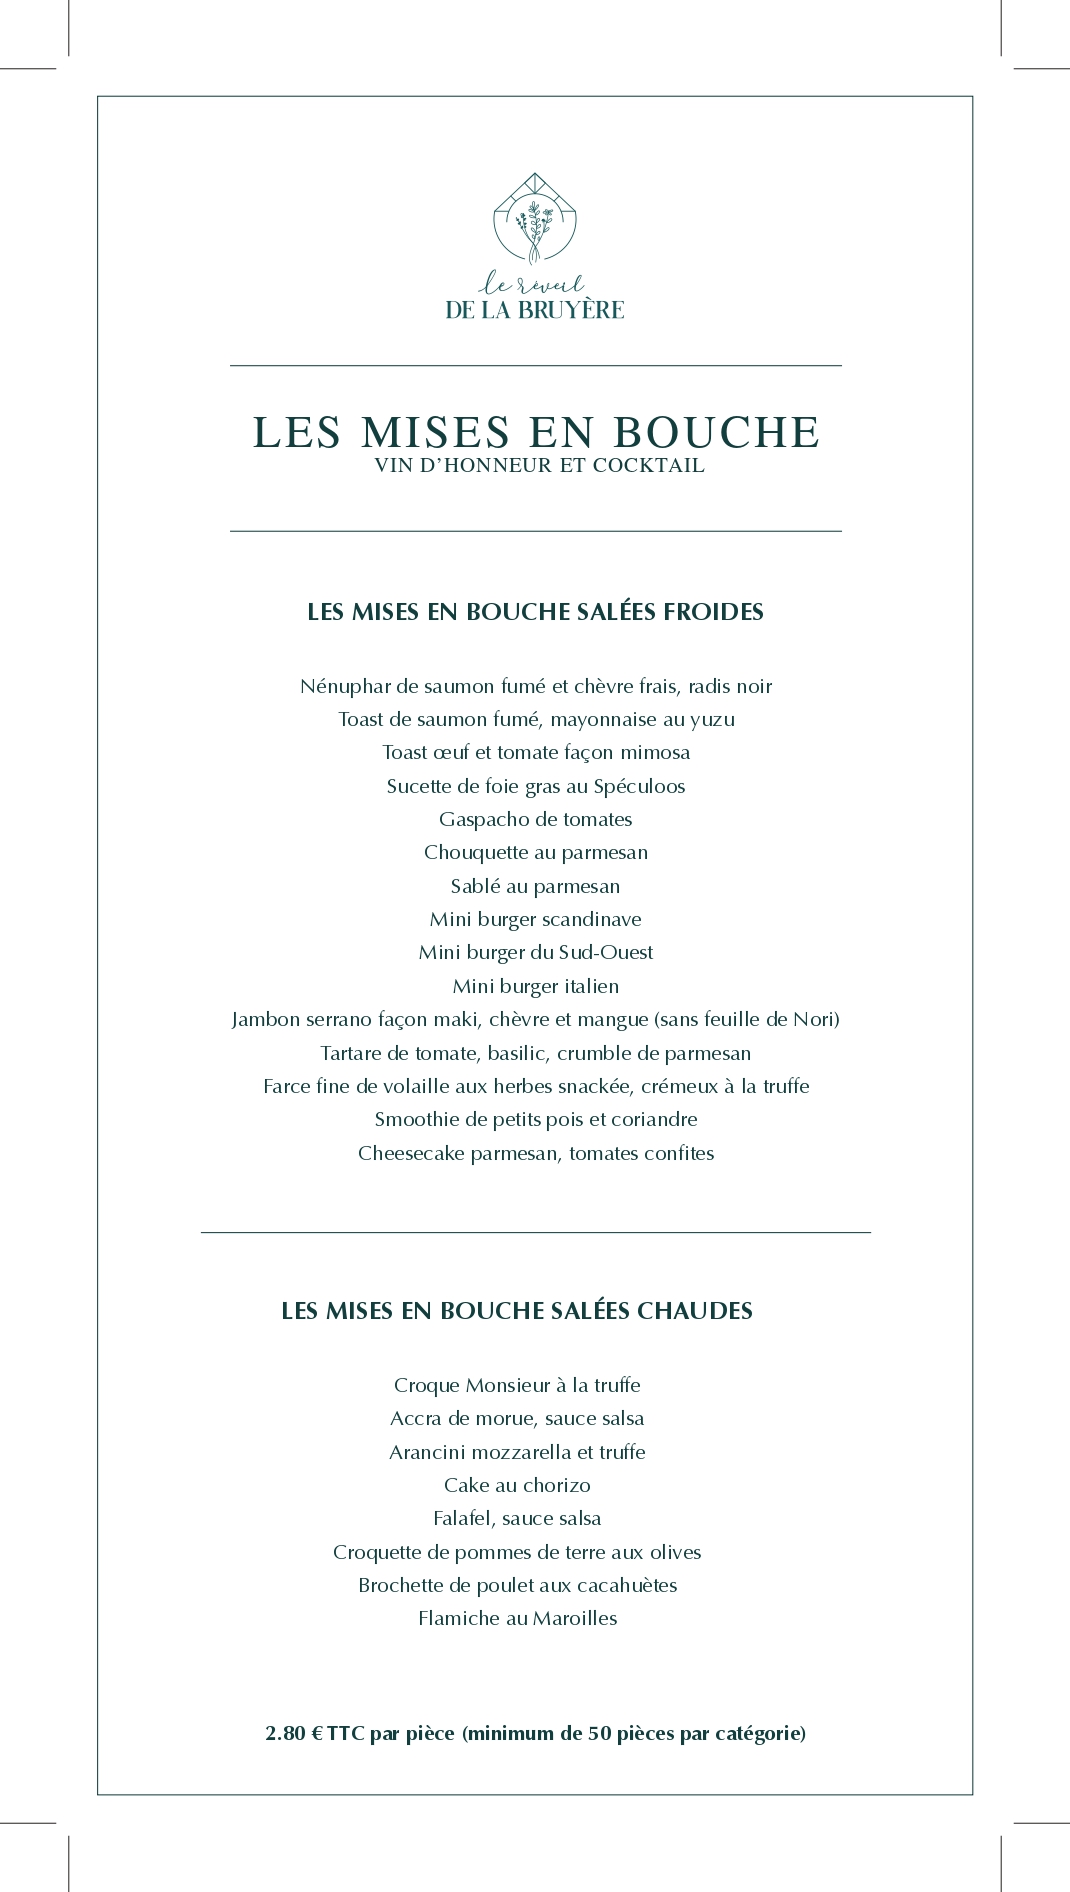 le réveil
DE LA BRUYÈRE
LES MISES EN BOUCHE
VIN D’HONNEUR ET COCKTAIL
LES MISES EN BOUCHE SALÉES FROIDES
Nénuphar de saumon fumé et chèvre frais, radis noir
Toast de saumon fumé, mayonnaise au yuzu
Toast œuf et tomate façon mimosa
Sucette de foie gras au Spéculoos
Gaspacho de tomates
Chouquette au parmesan
Sablé au parmesan
Mini burger scandinave
Mini burger du Sud-Ouest
Mini burger italien
Jambon serrano façon maki, chèvre et mangue (sans feuille de Nori)
Tartare de tomate, basilic, crumble de parmesan
Farce fine de volaille aux herbes snackée, crémeux à la truffe
Smoothie de petits pois et coriandre
Cheesecake parmesan, tomates confites
LES MISES EN BOUCHE SALÉES CHAUDES
Croque Monsieur à la truffe
Accra de morue, sauce salsa
Arancini mozzarella et truffe
Cake au chorizo
Falafel, sauce salsa
Croquette de pommes de terre aux olives
Brochette de poulet aux cacahuètes
Flamiche au Maroilles
2.80 € TTC par pièce (minimum de 50 pièces par catégorie)